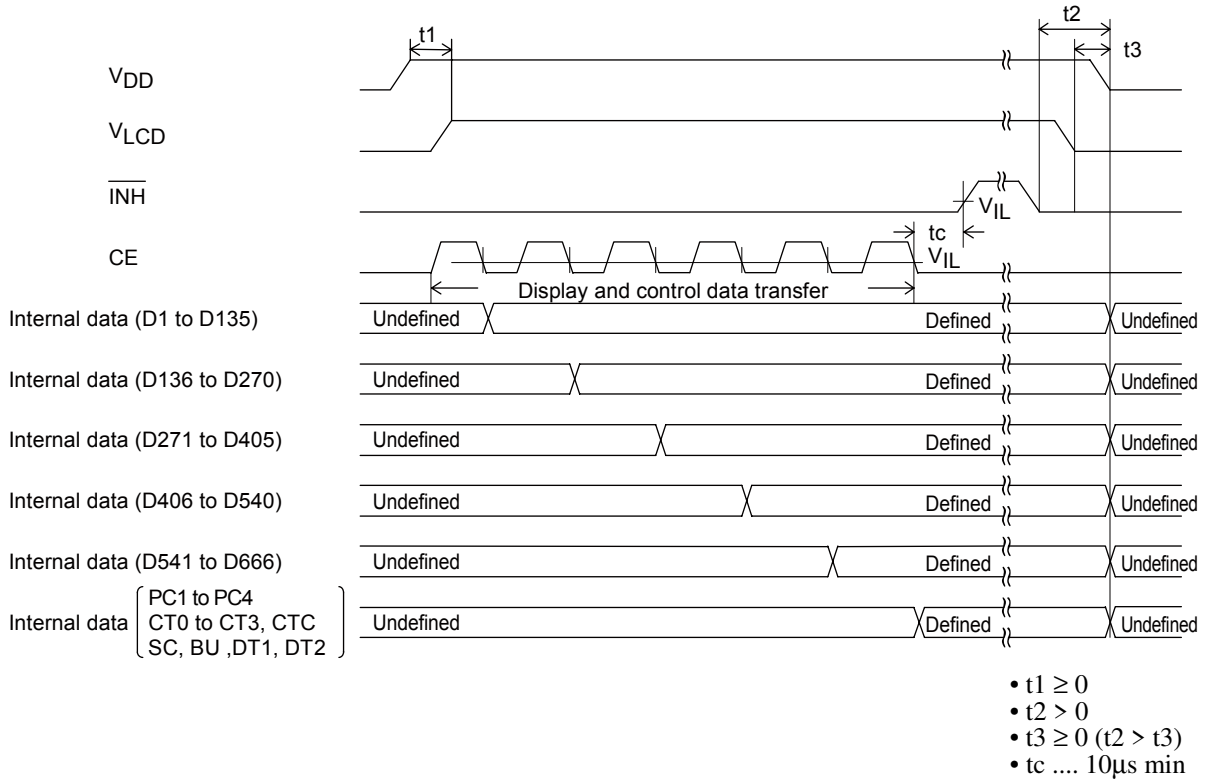 t2
t1
t3
VDD
VLCD
INH
VIL
tc
CE
VIL
Display and control data transfer
Internal data (D1 to D135) Undefined Defined Undefined
Internal data (D136 to D270) Undefined Defined Undefined
Internal data (D271 to D405) Undefined Defined Undefined
Internal data (D406 to D540) Undefined Defined Undefined
Internal data (D541 to D666) Undefined Defined Undefined
PC1 to PC4
Internal data CT0 to CT3, CTC Undefined Defined Undefined
SC, BU ,DT1, DT2
• t1 ≥ 0
• t2 > 0
• t3 ≥ 0 (t2 > t3)
• tc .... 10μs min